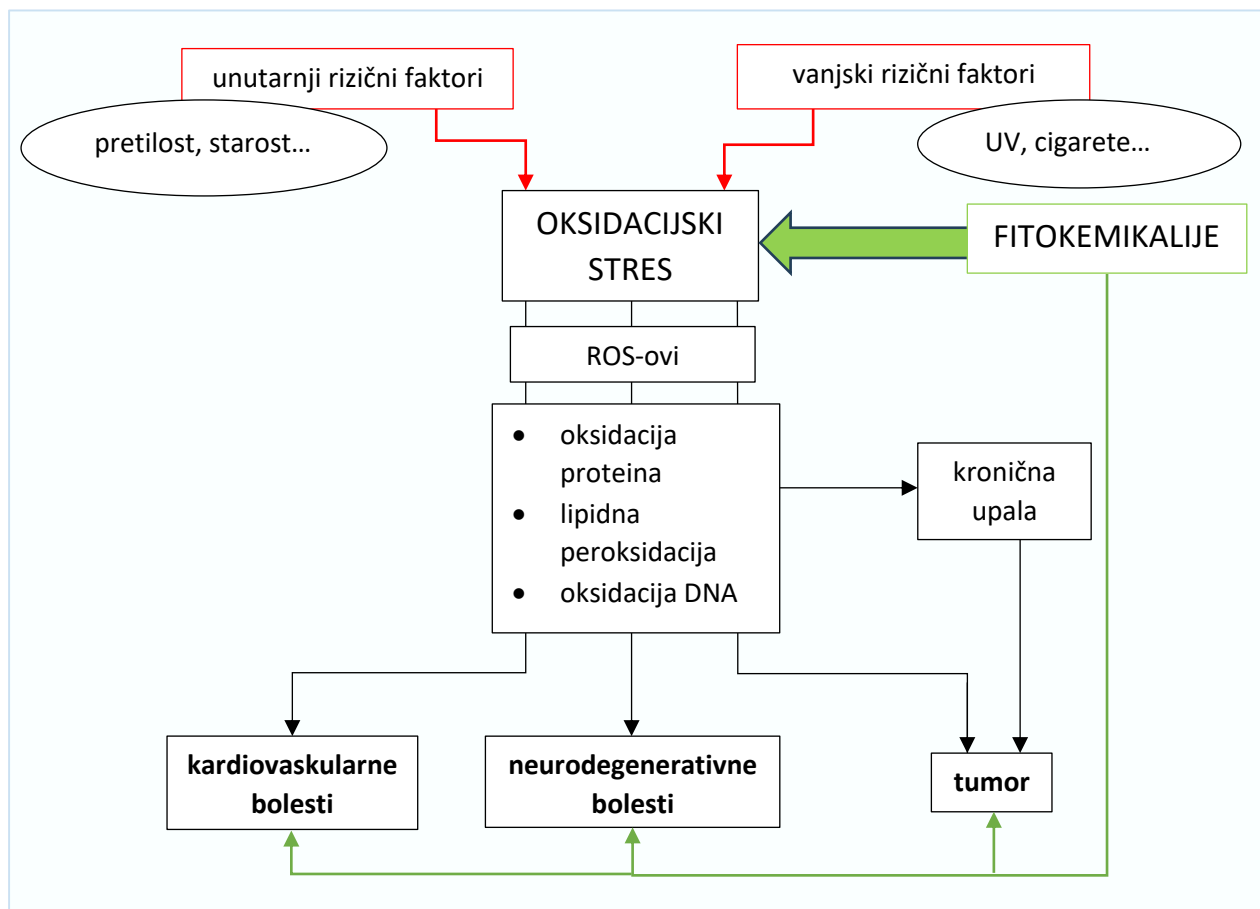 unutarnji rizični faktori
vanjski rizični faktori
pretilost, starost...
UV, cigarete...
OKSIDACIJSKI
STRES
FITOKEMIKALIJE
ROS-ovi
• oksidacija
proteina
• lipidna
peroksidacija
• oksidacija DNA
kronična
upala
kardiovaskularne
bolesti
neurodegenerativne
bolesti
tumor